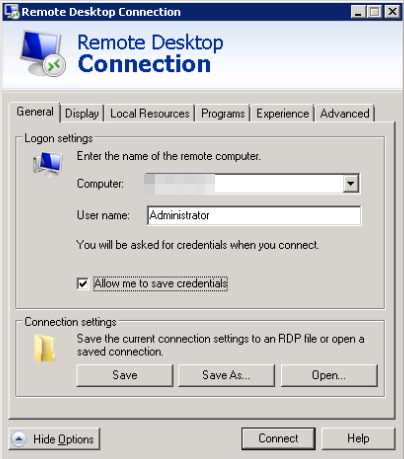 Remote Desktop Connection
Remote Desktop
Connection
General Display Local Resources Programs Experience Advanced
Logon settings
Enter the name of the remote computer.
Computer:
User name: Administrator
You will be asked for credentials when you connect.
Allow me to save credentials
Connection settings
Save the current connection settings to an RDP file or open a
saved connection.
Save Save As... Open...
Hide Options Connect Help